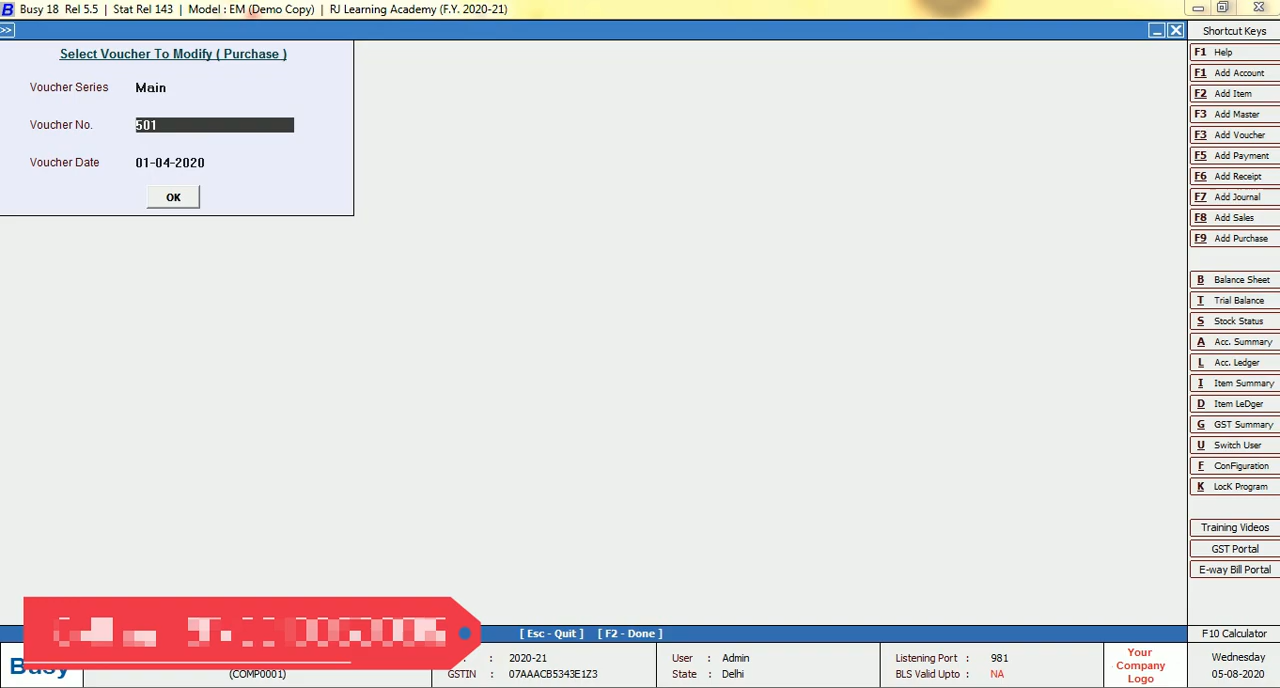 Busy 18 Rel 5.5 | Stat Rel 143 | Model : EM (Demo Copy) | RJ Learning Academy (F.Y. 2020-21)
>>
Select Voucher To Modify ( Purchase )
Voucher Series Main
Voucher No. 501
Voucher Date 01-04-2020
OK
Shortcut Keys
F1 Help
F1 Add Account
F2 Add Item
F3 Add Master
F3 Add Voucher
F5 Add Payment
F6 Add Receipt
F7 Add Journal
F8 Add Sales
F9 Add Purchase
B Balance Sheet
T Trial Balance
S Stock Status
A Acc. Summary
L Acc. Ledger
I Item Summary
D Item LeDger
G GST Summary
U Switch User
F ConFiguration
K LocK Program
Training Videos
GST Portal
E-way Bill Portal
[ Esc - Quit ] [ F2 - Done ]
F10 Calculator
Busy
(COMP0001)
: 2020-21
GSTIN : 07AAACB5343E1Z3
User : Admin
State : Delhi
Listening Port : 981
BLS Valid Upto : NA
Your
Company
Logo
Wednesday
05-08-2020